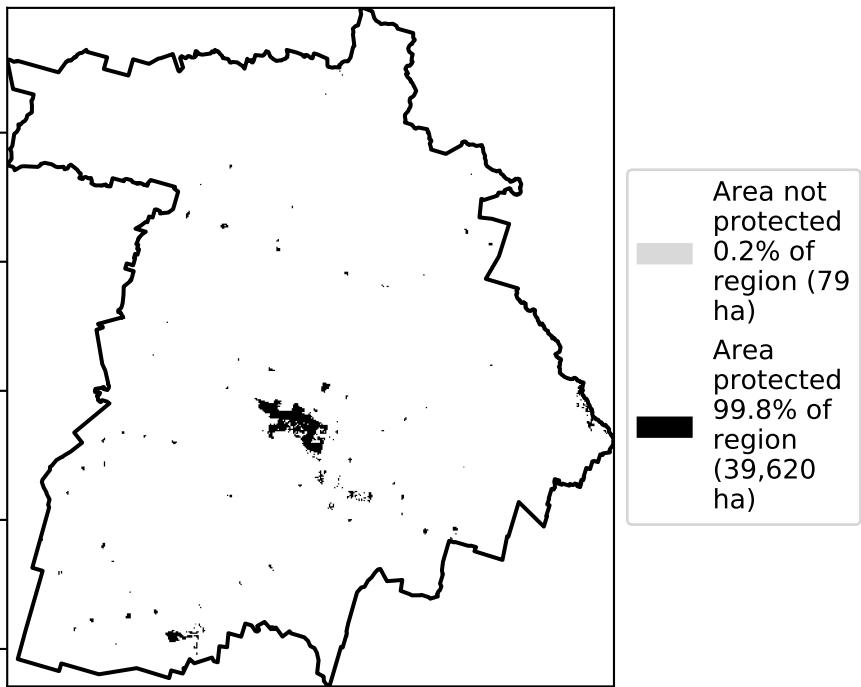 Area not
protected
0.2% of
region (79
ha)
Area
protected
99.8% of
region
(39,620
ha)